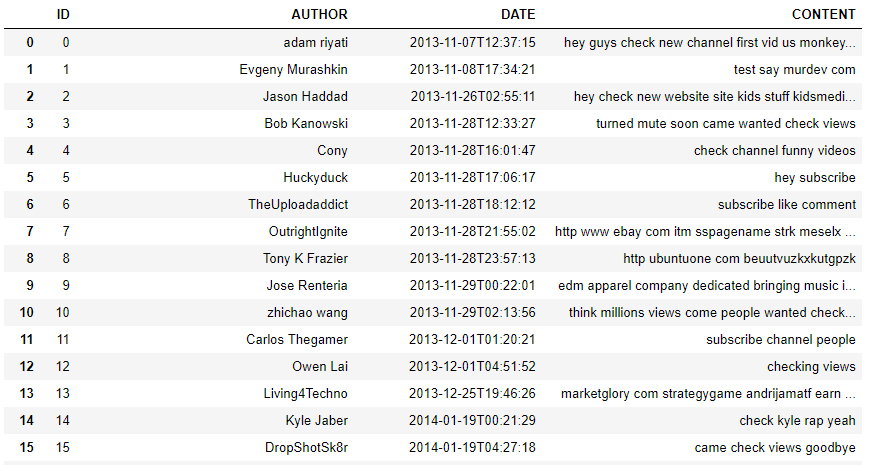 ID AUTHOR DATE CONTENT
0 0 adam riyati 2013-11-07T12:37:15 hey guys check new channel first vid us monkey...
1 1 Evgeny Murashkin 2013-11-08T17:34:21 test say murdev com
2 2 Jason Haddad 2013-11-26T02:55:11 hey check new website site kids stuff kidsmedi...
3 3 Bob Kanowski 2013-11-28T12:33:27 turned mute soon came wanted check views
4 4 Cony 2013-11-28T16:01:47 check channel funny videos
5 5 Huckyduck 2013-11-28T17:06:17 hey subscribe
6 6 TheUploadaddict 2013-11-28T18:12:12 subscribe like comment
7 7 OutrightIgnite 2013-11-28T21:55:02 http www ebay com itm sspagename strk meselx ...
8 8 Tony K Frazier 2013-11-28T23:57:13 http ubuntuone com beuutvuzkxkutgpzk
9 9 Jose Renteria 2013-11-29T00:22:01 edm apparel company dedicated bringing music i...
10 10 zhichao wang 2013-11-29T02:13:56 think millions views come people wanted check...
11 11 Carlos Thegamer 2013-12-01T01:20:21 subscribe channel people
12 12 Owen Lai 2013-12-01T04:51:52 checking views
13 13 Living4Techno 2013-12-25T19:46:26 marketglory com strategygame andrijamatf earn ...
14 14 Kyle Jaber 2014-01-19T00:21:29 check kyle rap yeah
15 15 DropShotSk8r 2014-01-19T04:27:18 came check views goodbye